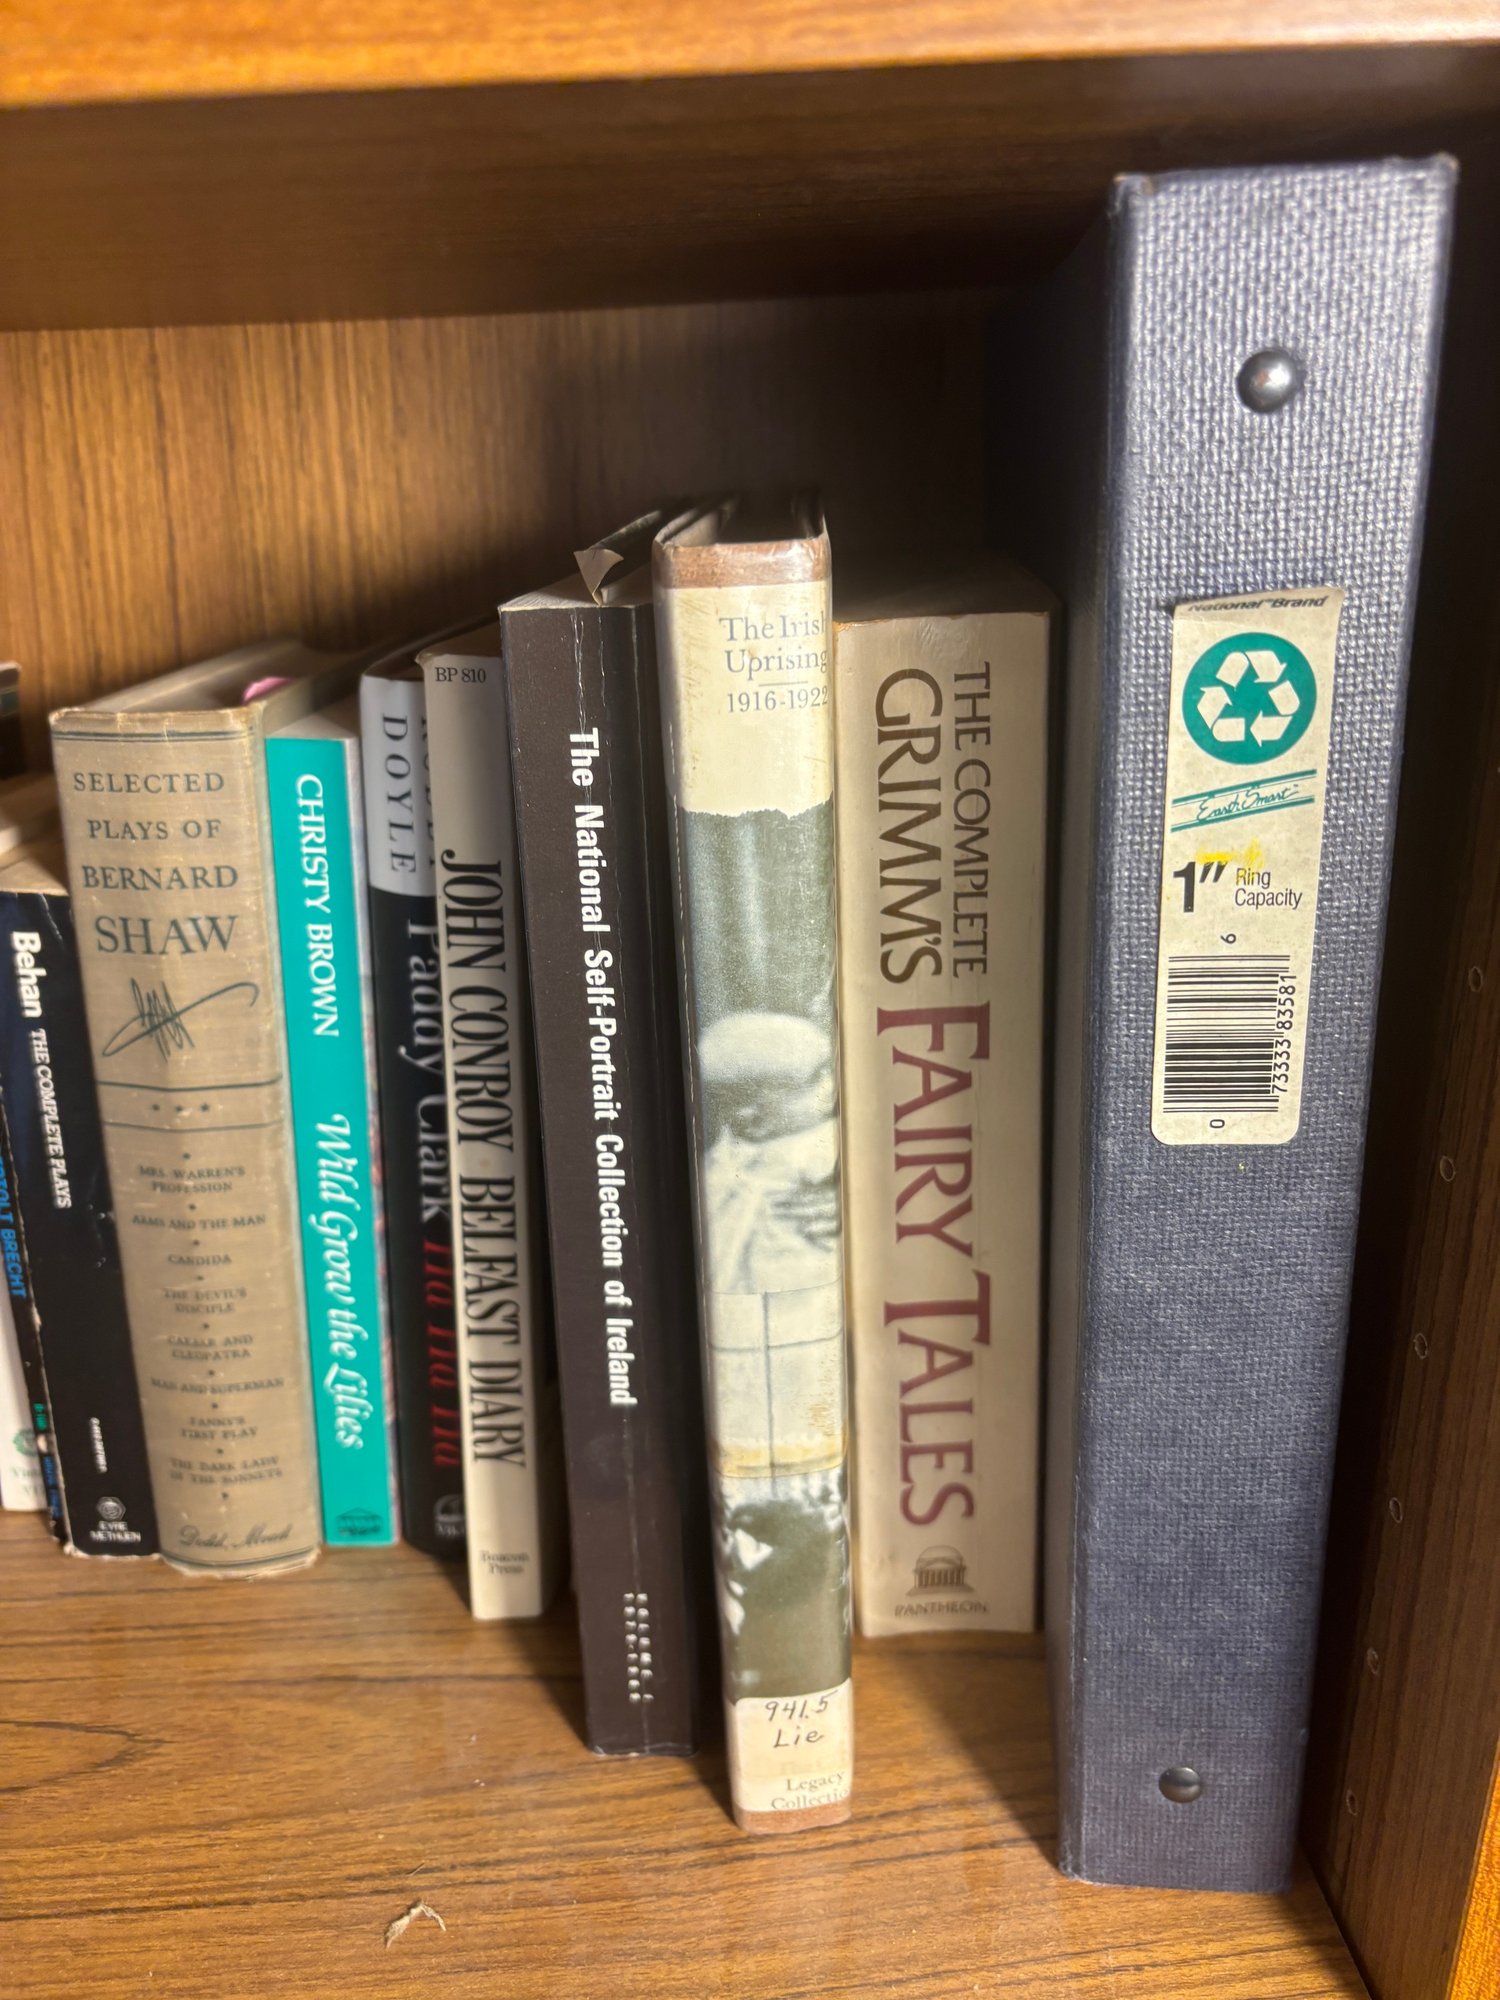 BERTOLT BRECHT
Behan THE COMPLETE PLAYS
EYRE
METHUEN
SELECTED
PLAYS OF
BERNARD
SHAW
MRS. WARREN'S
PROFESSION
ARMS AND THE MAN
CANDIDA
THE DEVIL'S
DISCIPLE
CAESAR AND
CLEOPATRA
MAN AND SUPERMAN
FANNY'S
FIRST PLAY
THE DARK LADY
OF THE SONNETS
Dodd, Mead
CHRISTY BROWN Wild Grow the Lilies
DOYLE
Paddy Clark Ha Ha Ha
BP 810
JOHN CONROY BELFAST DIARY
Beacon
Press
The National Self-Portrait Collection of Ireland
The Irish
Uprising
1916-1922
941.5
Lie
Legacy
Collectio
THE COMPLETE
GRIMM'S FAIRY TALES
PANTHEON
National Brand
Earth Smart
1" Ring
Capacity
0 73333 83581 6